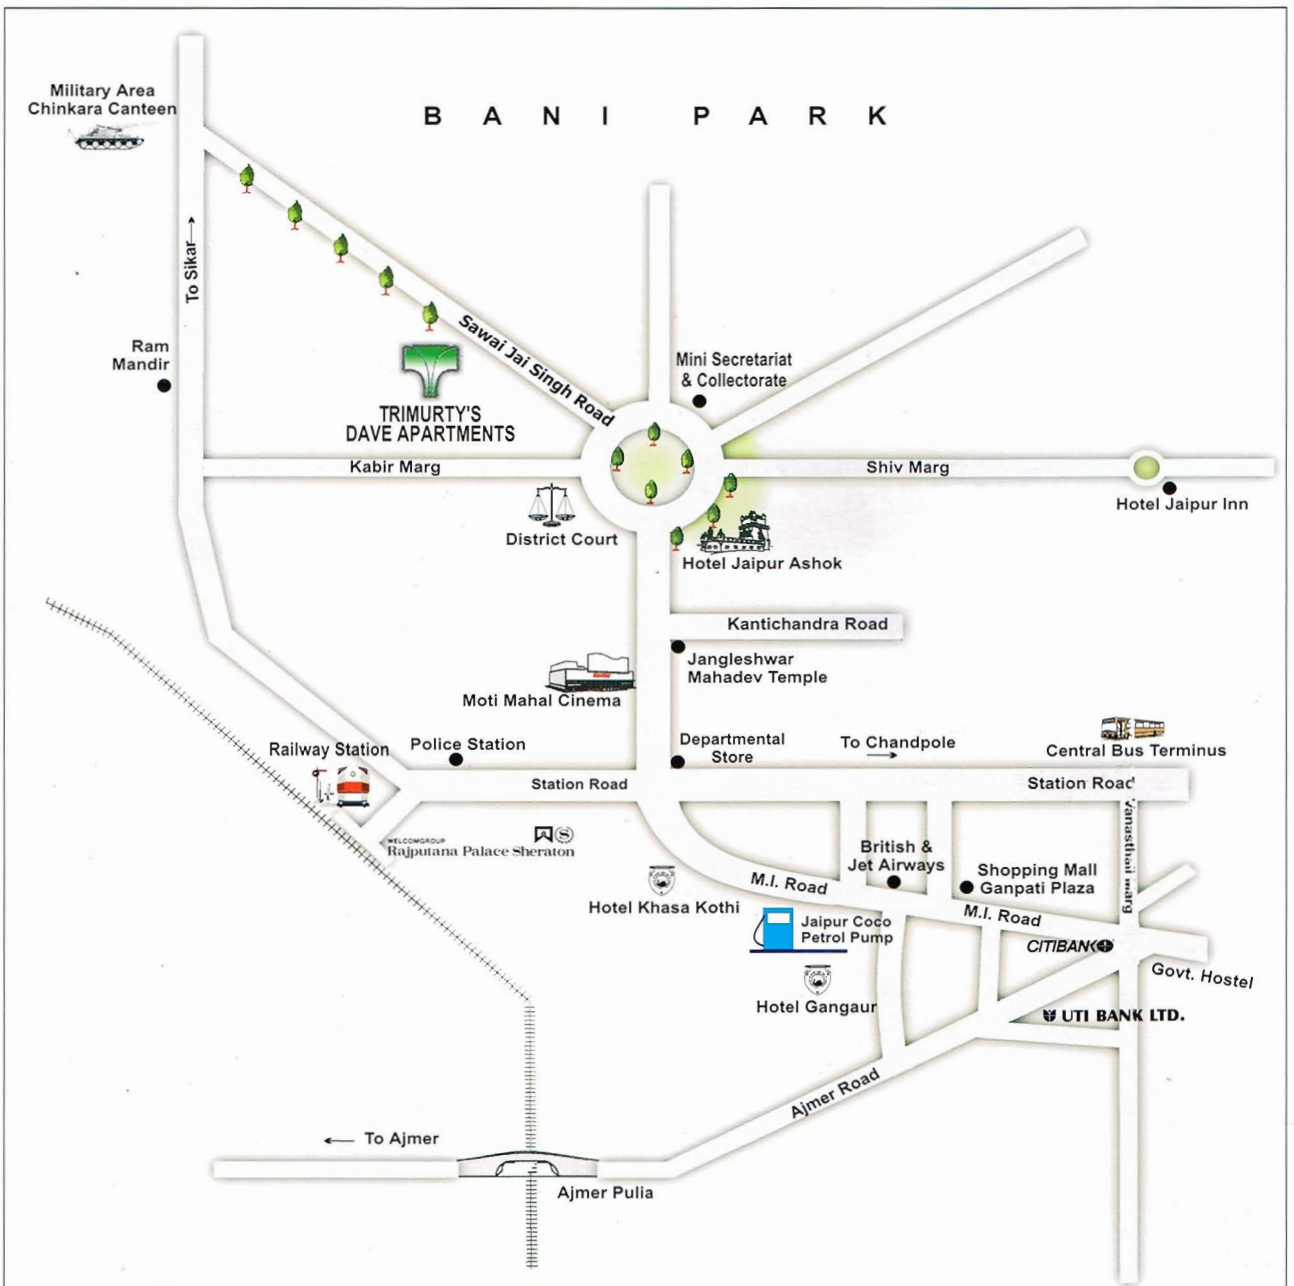 Military Area
Chinkara Canteen
BANI PARK
To Sikar
Ram
Mandir
Sawai Jai Singh Road
Mini Secretariat
& Collectorate
TRIMURTY'S
DAVE APARTMENTS
Kabir Marg
Shiv Marg
Hotel Jaipur Inn
District Court
Hotel Jaipur Ashok
Kantichandra Road
Jangleshwar
Mahadev Temple
Moti Mahal Cinema
Railway Station
Police Station
Departmental
Store
To Chandpole
Central Bus Terminus
Station Road
Station Road
WELCOMGROUP
Rajputana Palace Sheraton
S
British &
Jet Airways
Shopping Mall
Ganpati Plaza
M.I. Road
M.I. Road
Hotel Khasa Kothi
Jaipur Coco
Petrol Pump
CITIBANK
Govt. Hostel
Hotel Gangaur
UTI BANK LTD.
Ajmer Road
To Ajmer
Ajmer Pulia